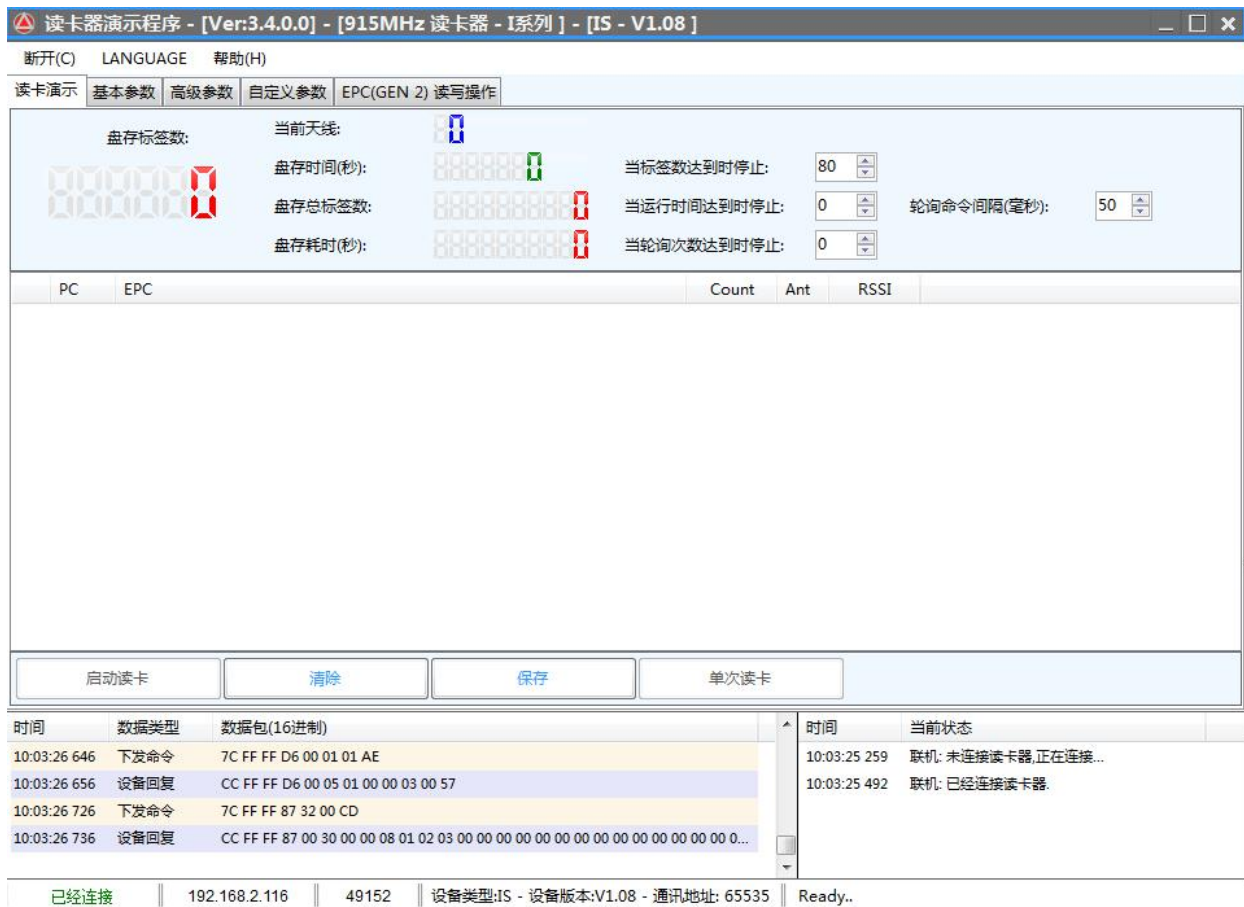 读卡器演示程序 - [Ver:3.4.0.0] - [915MHz 读卡器 - I系列 ] - [IS - V1.08 ]
断开(C) LANGUAGE 帮助(H)
读卡演示 基本参数 高级参数 自定义参数 EPC(GEN 2) 读写操作
盘存标签数: 0
当前天线: 0
盘存时间(秒): 0 当标签数达到时停止: 80
盘存总标签数: 0 当运行时间达到时停止: 0 轮询命令间隔(毫秒): 50
盘存耗时(秒): 0 当轮询次数达到时停止: 0
PC EPC Count Ant RSSI
启动读卡 清除 保存 单次读卡
时间 数据类型 数据包(16进制) 时间 当前状态
10:03:26 646 下发命令 7C FF FF D6 00 01 01 AE 10:03:25 259 联机: 未连接读卡器,正在连接...
10:03:26 656 设备回复 CC FF FF D6 00 05 01 00 00 03 00 57 10:03:25 492 联机: 已经连接读卡器.
10:03:26 726 下发命令 7C FF FF 87 32 00 CD
10:03:26 736 设备回复 CC FF FF 87 00 30 00 00 08 01 02 03 00 00 00 00 00 00 00 00 00 00 00 00 00 00 0...
已经连接 192.168.2.116 49152 设备类型:IS - 设备版本:V1.08 - 通讯地址: 65535 Ready..